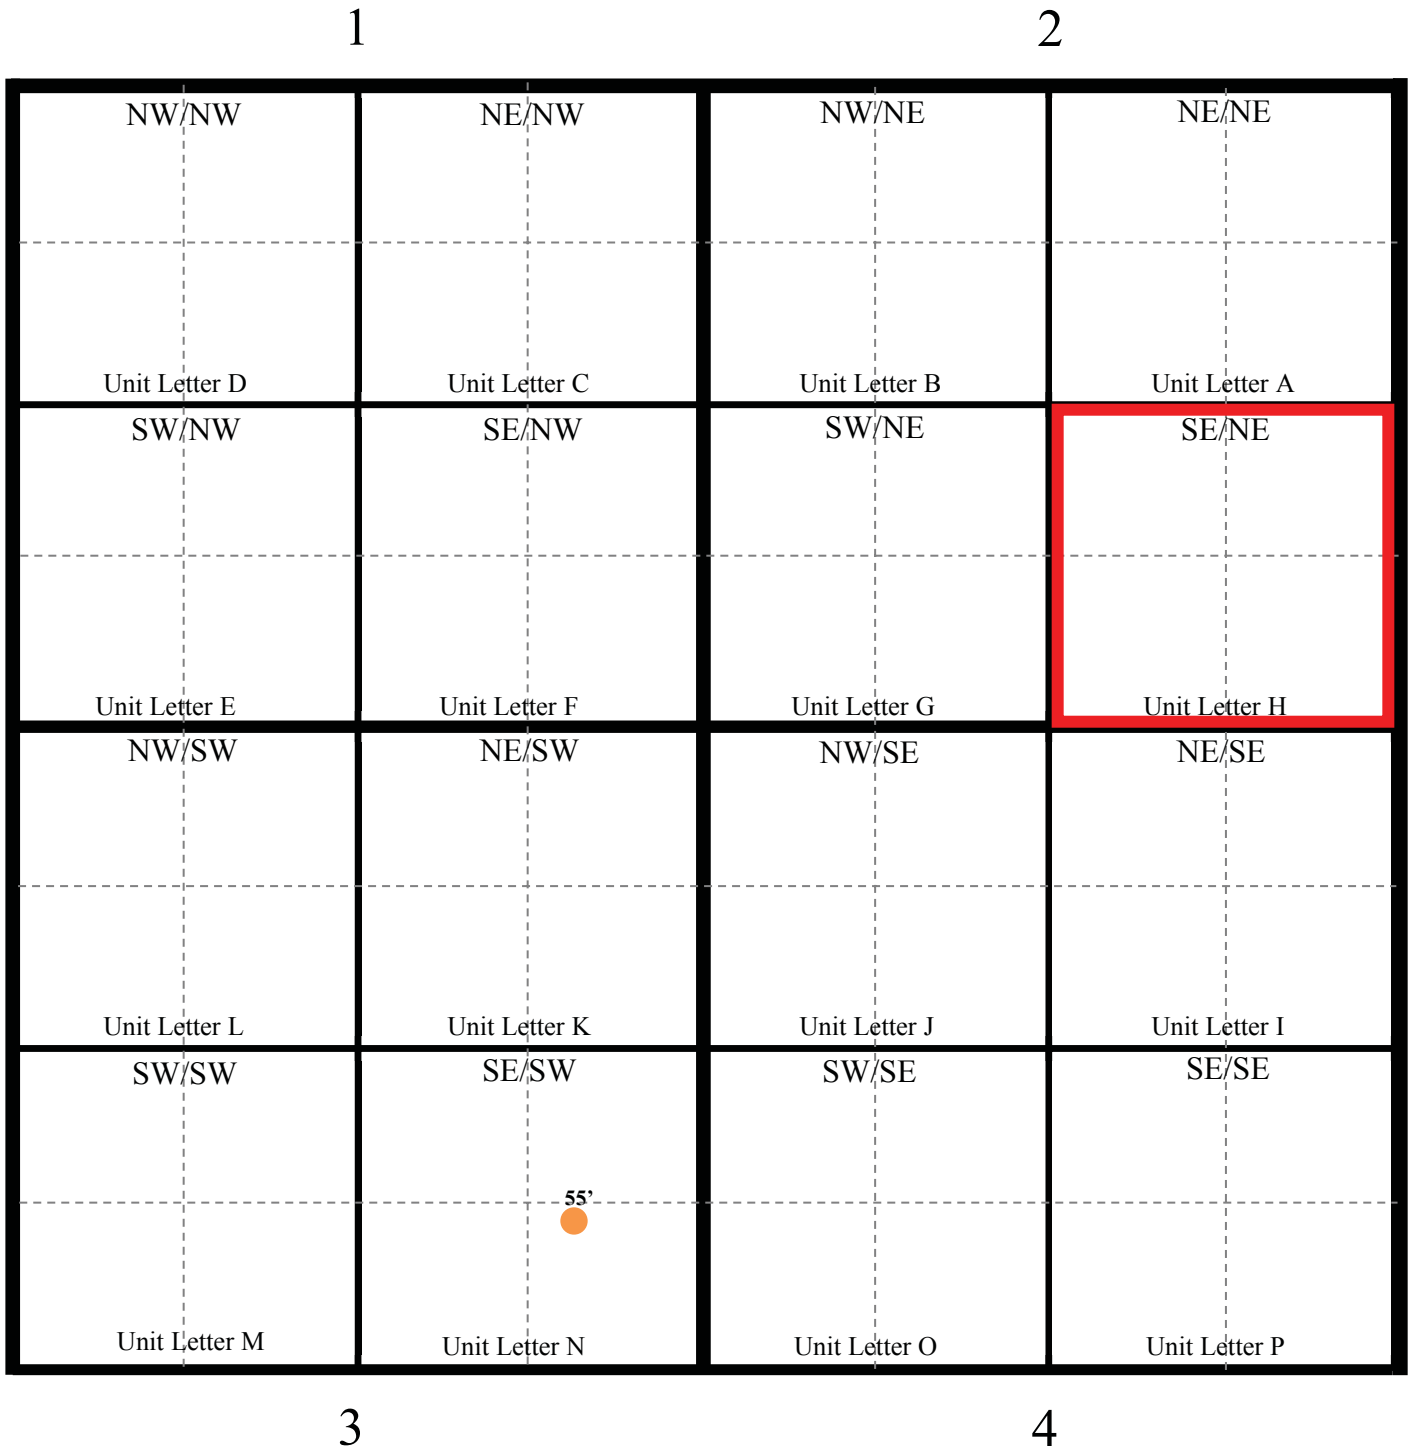 1 2
NW/NW NE/NW NW/NE NE/NE
Unit Letter D Unit Letter C Unit Letter B Unit Letter A
SW/NW SE/NW SW/NE SE/NE
Unit Letter E Unit Letter F Unit Letter G Unit Letter H
NW/SW NE/SW NW/SE NE/SE
Unit Letter L Unit Letter K Unit Letter J Unit Letter I
SW/SW SE/SW SW/SE SE/SE
55’
Unit Letter M Unit Letter N Unit Letter O Unit Letter P
3 4